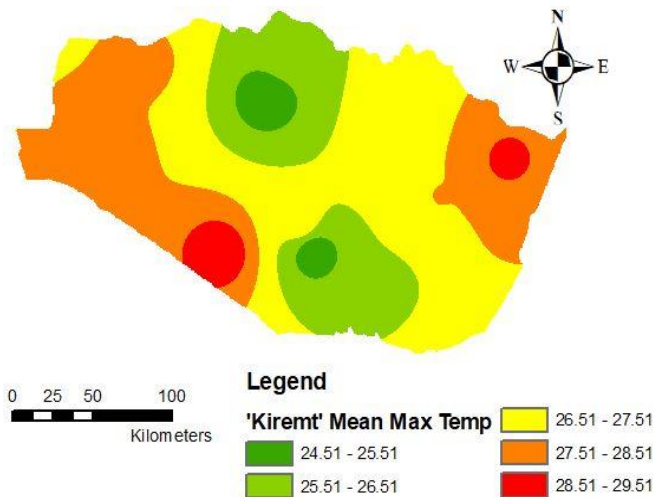 N
W E
S
0 25 50 100
Kilometers
Legend
'Kiremt' Mean Max Temp
24.51 - 25.51
25.51 - 26.51
26.51 - 27.51
27.51 - 28.51
28.51 - 29.51